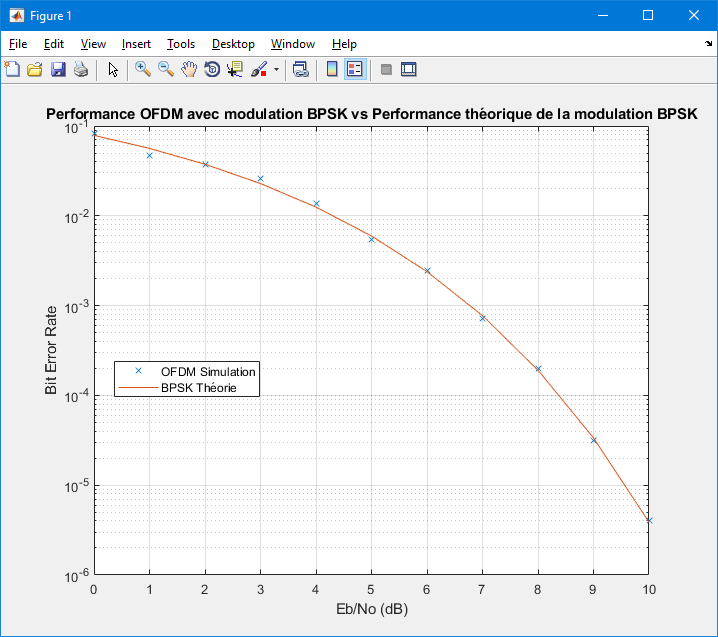 Figure 1
File Edit View Insert Tools Desktop Window Help
Performance OFDM avec modulation BPSK vs Performance théorique de la modulation BPSK
10-1
10-2
10-3
10-4
10-5
10-6
Bit Error Rate
OFDM Simulation
BPSK Théorie
0 1 2 3 4 5 6 7 8 9 10
Eb/No (dB)